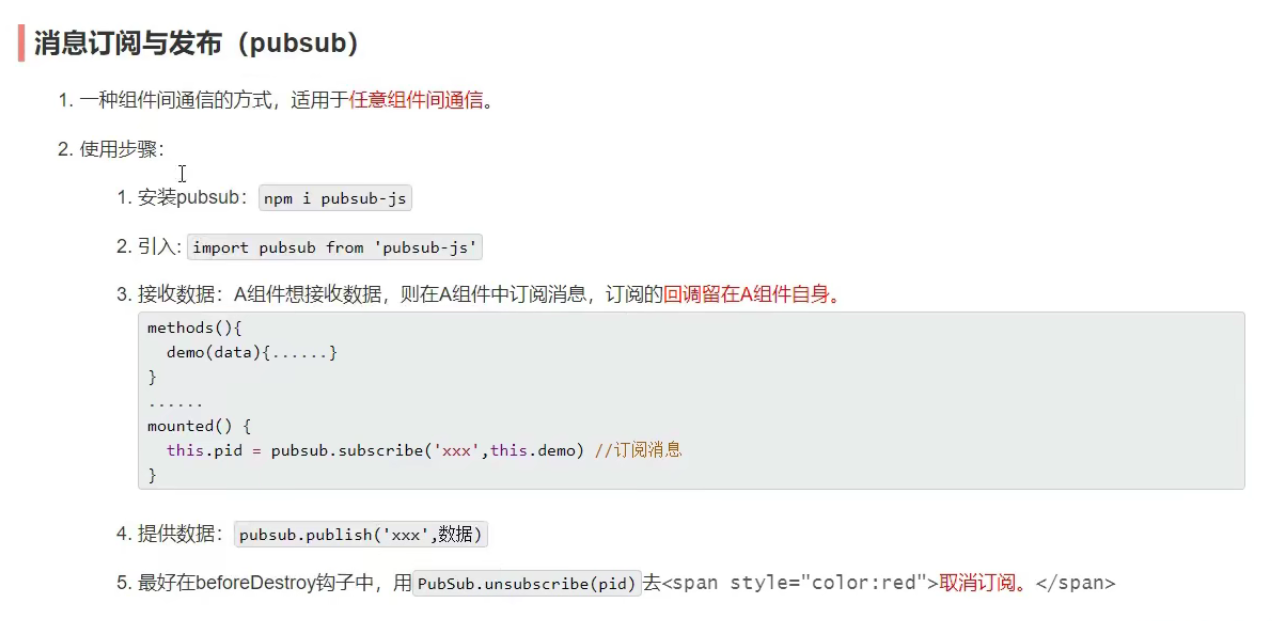 消息订阅与发布（pubsub）
1. 一种组件间通信的方式，适用于任意组件间通信。
2. 使用步骤：
1. 安装pubsub：npm i pubsub-js
2. 引入: import pubsub from 'pubsub-js'
3. 接收数据：A组件想接收数据，则在A组件中订阅消息，订阅的回调留在A组件自身。
methods(){
demo(data){......}
}
......
mounted() {
this.pid = pubsub.subscribe('xxx',this.demo) //订阅消息
}
4. 提供数据：pubsub.publish('xxx',数据)
5. 最好在beforeDestroy钩子中，用PubSub.unsubscribe(pid)去<span style="color:red">取消订阅。</span>